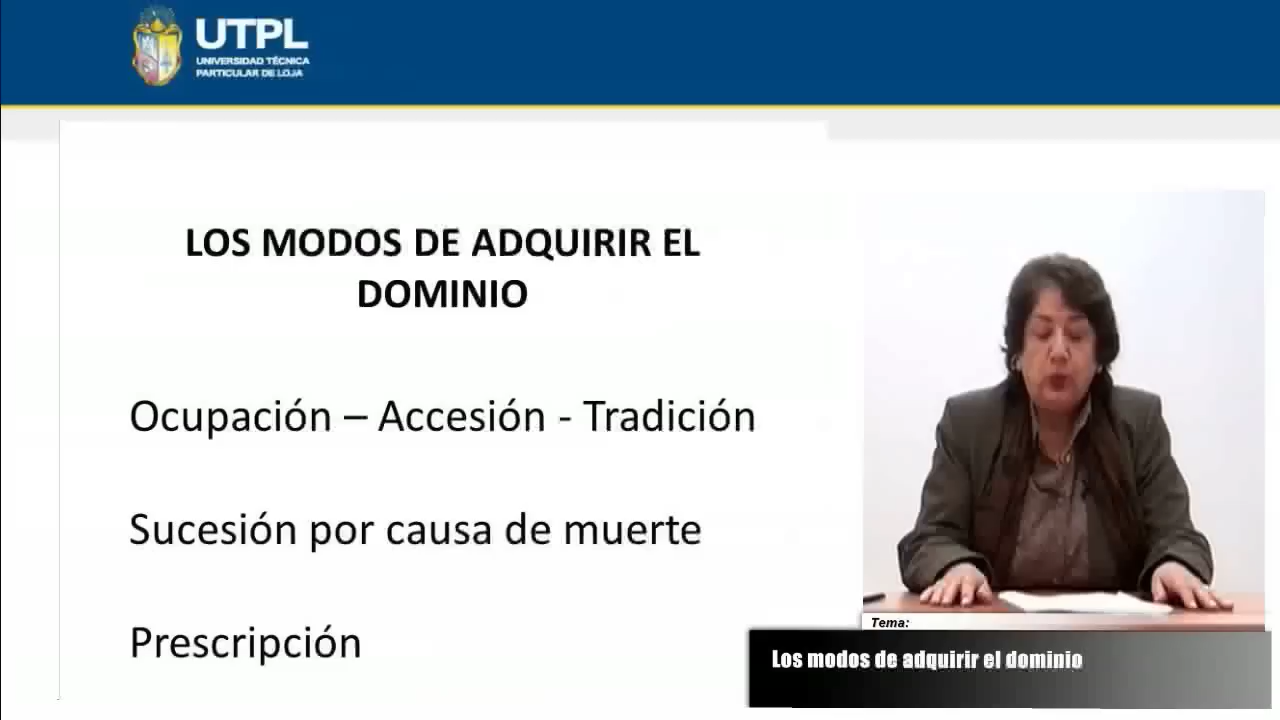 UTPL
UNIVERSIDAD TÉCNICA
PARTICULAR DE LOJA
LOS MODOS DE ADQUIRIR EL
DOMINIO
Ocupación – Accesión - Tradición
Sucesión por causa de muerte
Prescripción
Tema:
Los modos de adquirir el dominio